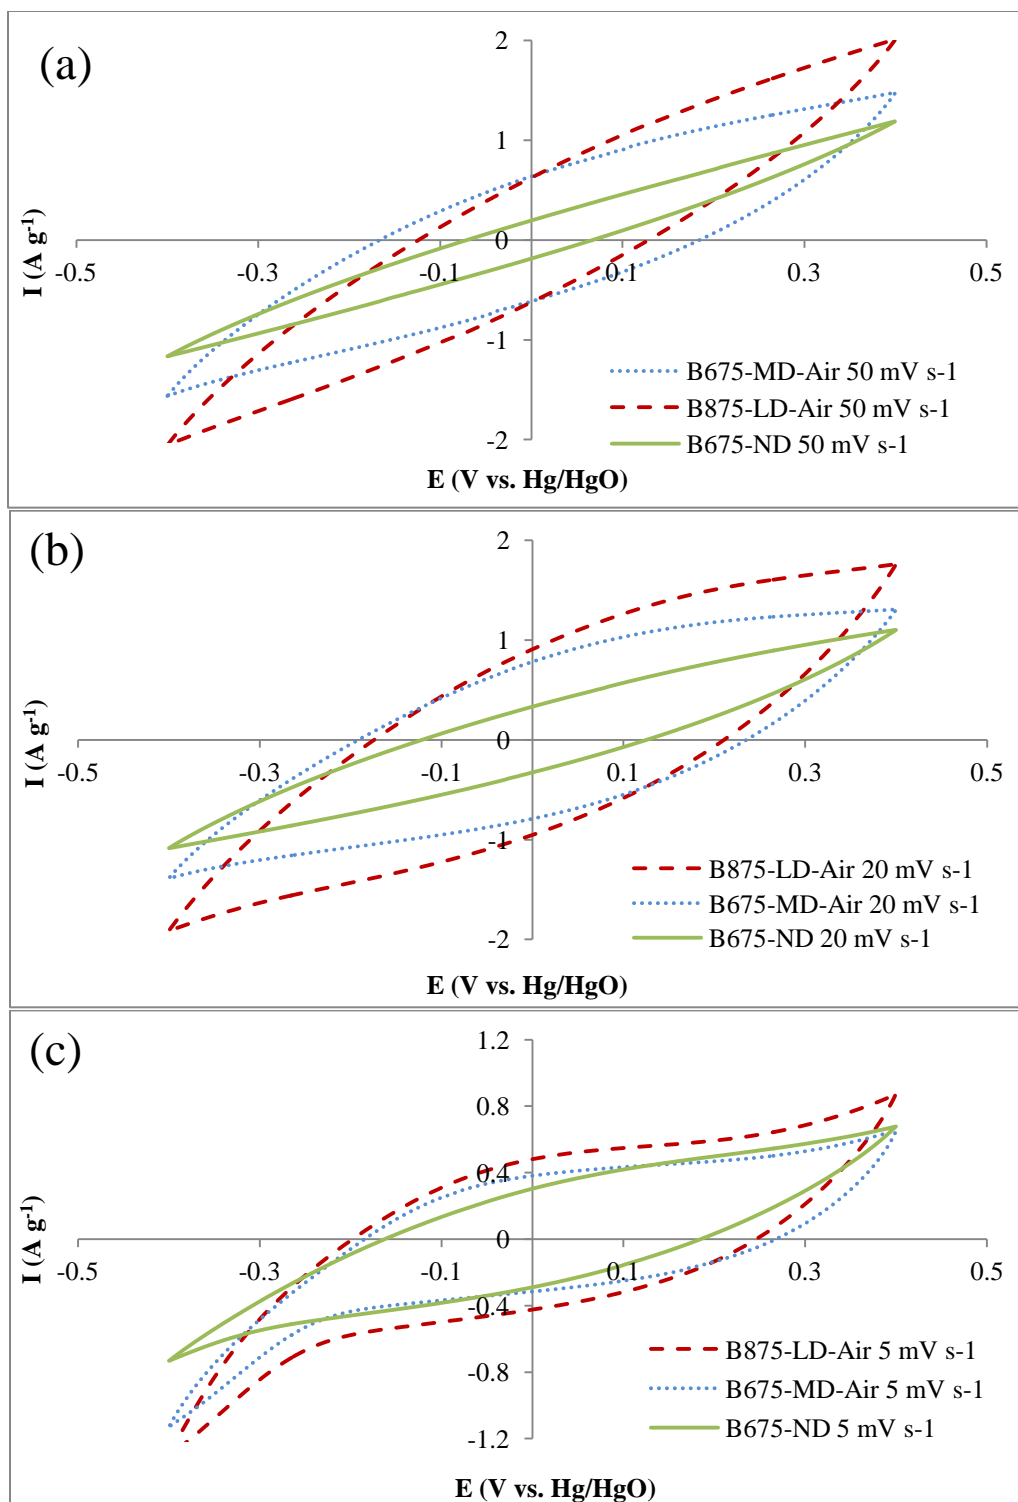 (a)
2
1
0
-0.5 -0.3 -0.1 0.1 0.3 0.5
-1
-2
I (A g-1)
B675-MD-Air 50 mV s-1
B875-LD-Air 50 mV s-1
B675-ND 50 mV s-1
E (V vs. Hg/HgO)
(b)
2
1
0
-0.5 -0.3 -0.1 0.1 0.3 0.5
-1
-2
I (A g-1)
B875-LD-Air 20 mV s-1
B675-MD-Air 20 mV s-1
B675-ND 20 mV s-1
E (V vs. Hg/HgO)
(c)
1.2
0.8
0.4
0
-0.5 -0.3 -0.1 0.1 0.3 0.5
-0.4
-0.8
-1.2
I (A g-1)
B875-LD-Air 5 mV s-1
B675-MD-Air 5 mV s-1
B675-ND 5 mV s-1
E (V vs. Hg/HgO)